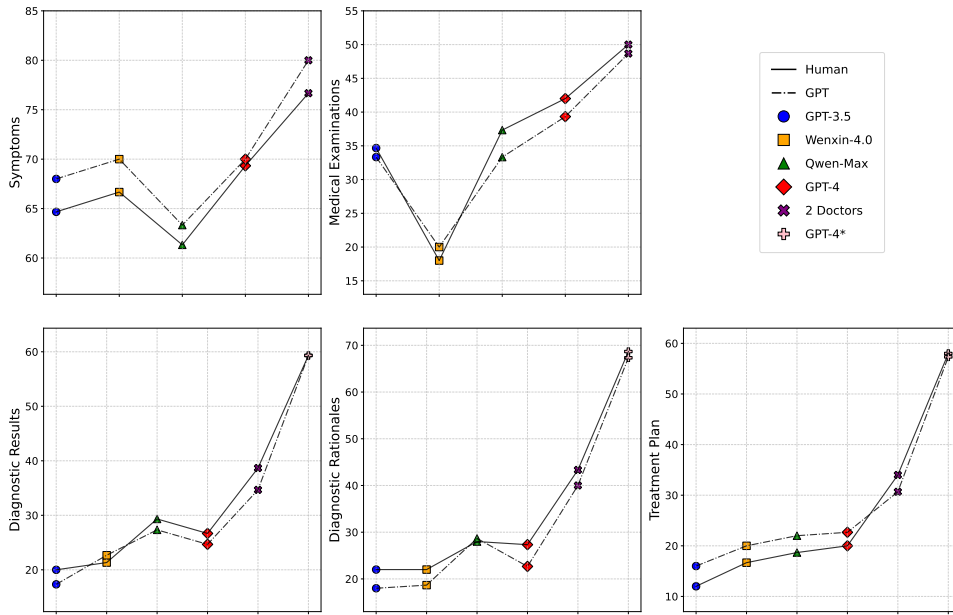 85
80
75
70
65
60
Symptoms
55
50
45
40
35
30
25
20
15
Medical Examinations
Human
GPT
GPT-3.5
Wenxin-4.0
Qwen-Max
GPT-4
2 Doctors
GPT-4*
60
50
40
30
20
Diagnostic Results
70
60
50
40
30
20
Diagnostic Rationales
60
50
40
30
20
10
Treatment Plan